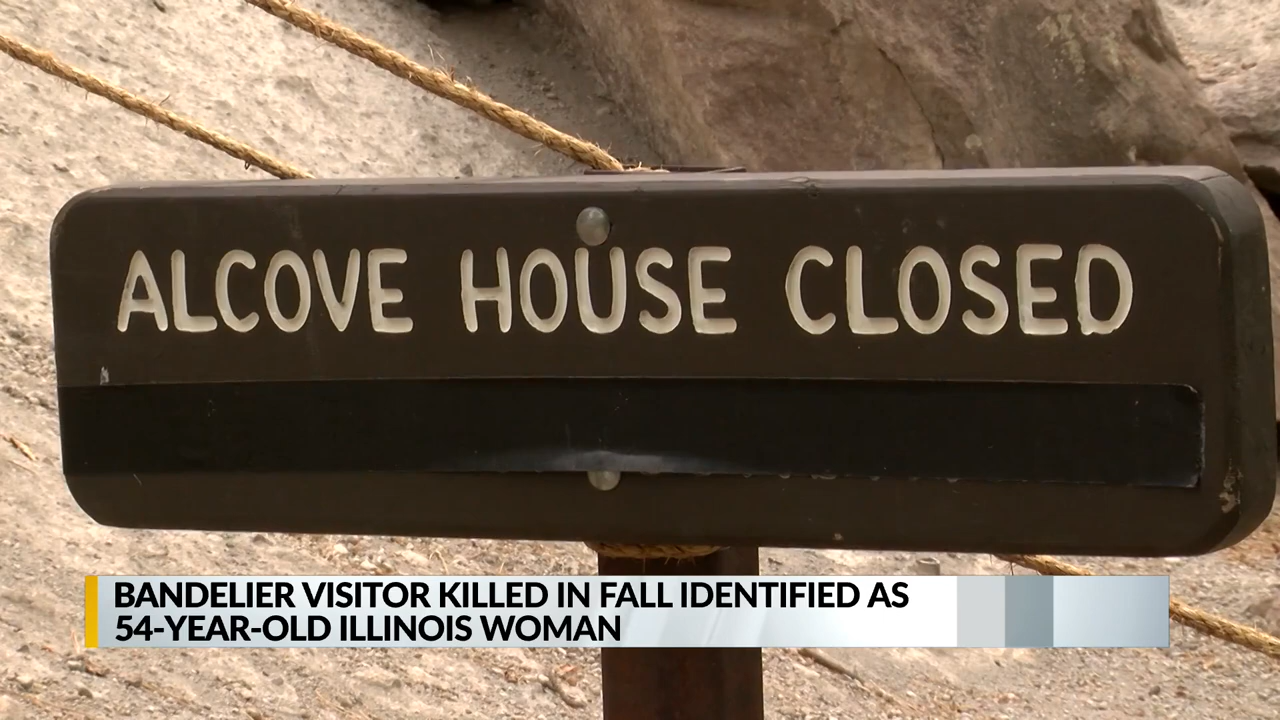 ALCOVE HOUSE CLOSED
BANDELIER VISITOR KILLED IN FALL IDENTIFIED AS
54-YEAR-OLD ILLINOIS WOMAN